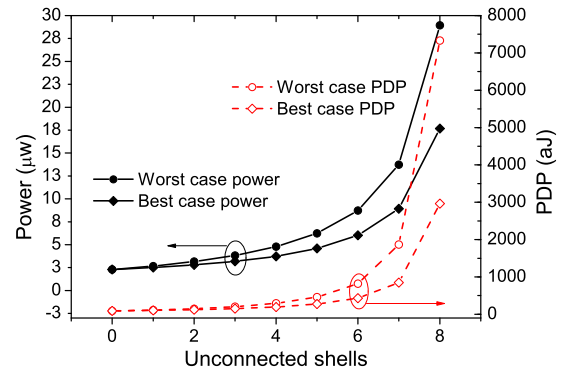 30
28
25
23
20
18
15
13
10
8
5
3
0
-3
Power (μw)
8000
7000
6000
5000
4000
3000
2000
1000
0
PDP (aJ)
Worst case PDP
Best case PDP
Worst case power
Best case power
0 2 4 6 8
Unconnected shells